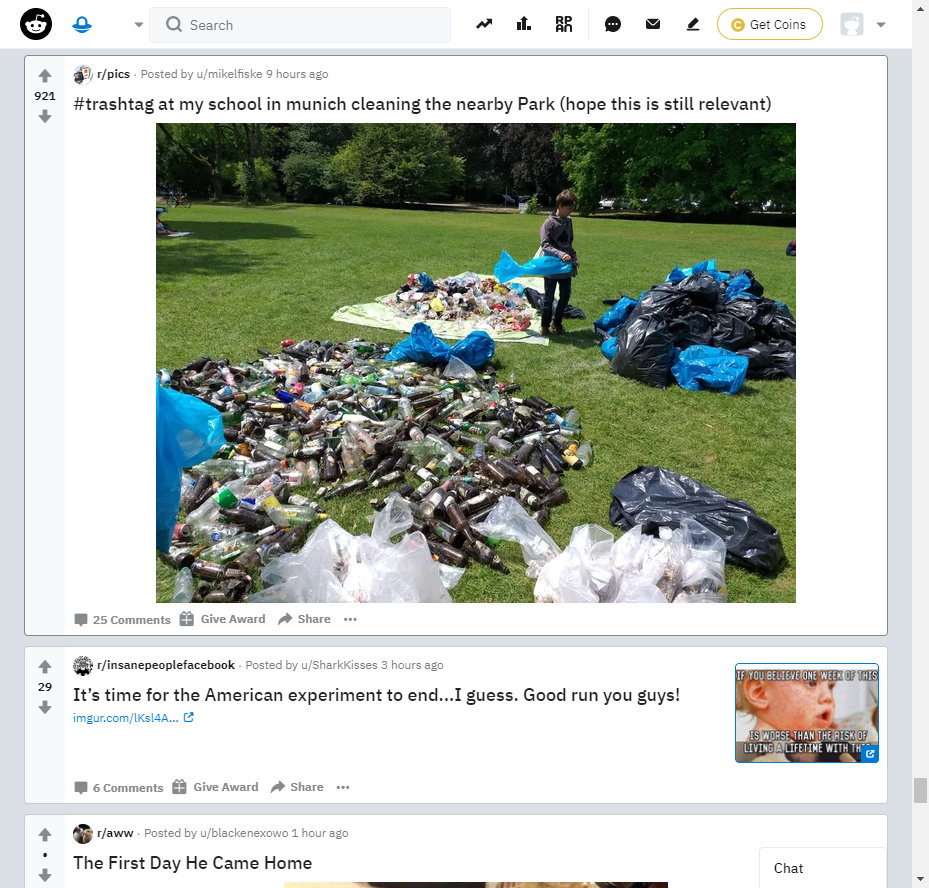 Search
Get Coins
r/pics · Posted by u/mikelfiske 9 hours ago
921
#trashtag at my school in munich cleaning the nearby Park (hope this is still relevant)
25 Comments Give Award Share
r/insanepeoplefacebook · Posted by u/SharkKisses 3 hours ago
29
It's time for the American experiment to end...I guess. Good run you guys!
imgur.com/lKsl4A...
IF YOU BELIEVE ONE WEEK OF THIS
IS WORSE THAN THE RISK OF
LIVING A LIFETIME WITH
6 Comments Give Award Share
r/aww · Posted by u/blackenexowo 1 hour ago
•
The First Day He Came Home
Chat